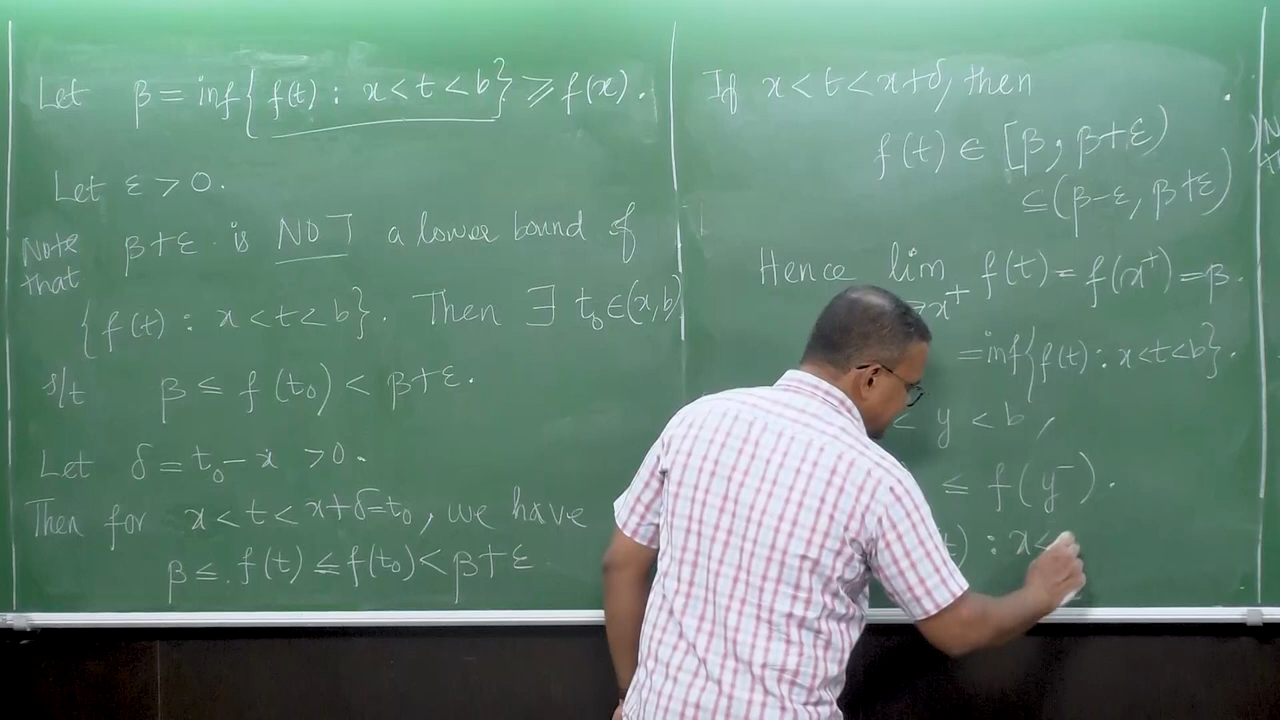 Let β = inf{f(t) : x < t < b} ⩾ f(x).
Let ε > 0.
Note that β+ε is NOT a lower bound of
{f(t) : x < t < b}. Then ∃ t₀ ∈ (x, b)
s/t β ≤ f(t₀) < β+ε.
Let δ = t₀ − x > 0.
Then for x < t < x+δ = t₀, we have
β ≤ f(t) ≤ f(t₀) < β+ε
If x < t < x+δ, then
f(t) ∈ [β, β+ε)
⊆ (β−ε, β+ε)
Hence lim f(t) = f(x⁺) = β.
→x⁺
= inf{f(t) : x<t<b}.
< y < b,
≤ f(y⁻).
t) : x<